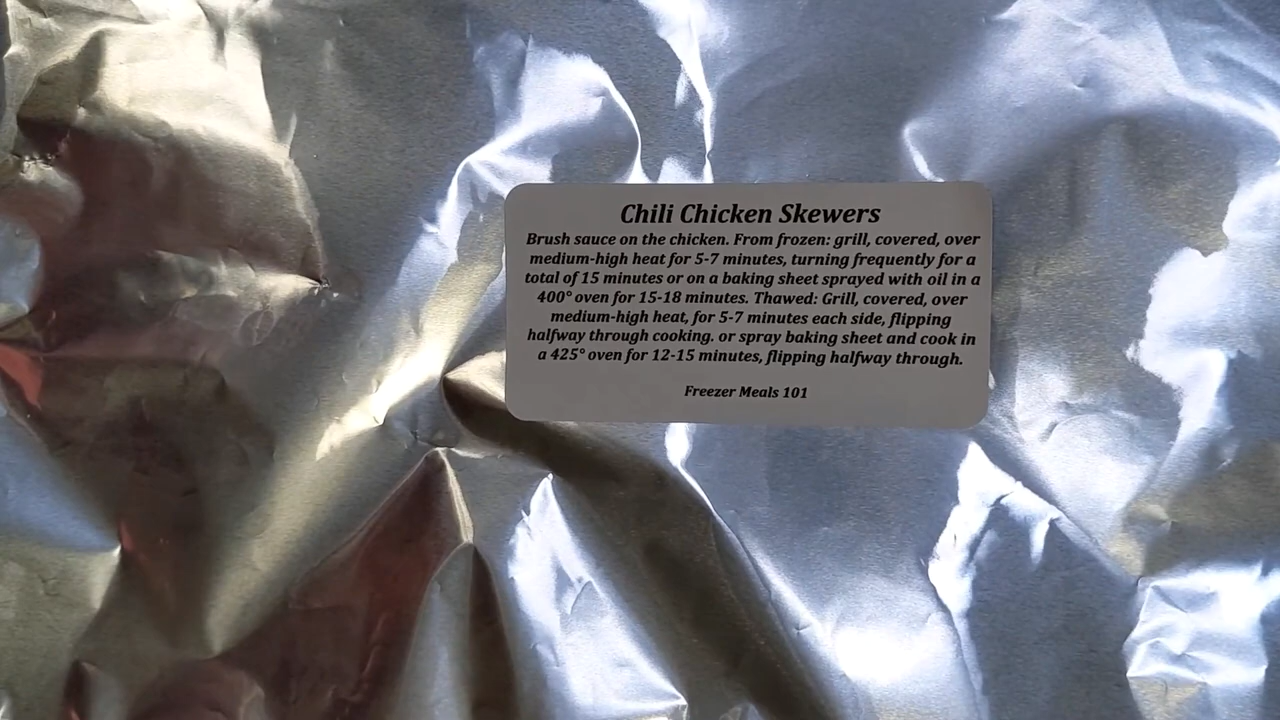 Chili Chicken Skewers
Brush sauce on the chicken. From frozen: grill, covered, over
medium-high heat for 5-7 minutes, turning frequently for a
total of 15 minutes or on a baking sheet sprayed with oil in a
400° oven for 15-18 minutes. Thawed: Grill, covered, over
medium-high heat, for 5-7 minutes each side, flipping
halfway through cooking. or spray baking sheet and cook in
a 425° oven for 12-15 minutes, flipping halfway through.
Freezer Meals 101